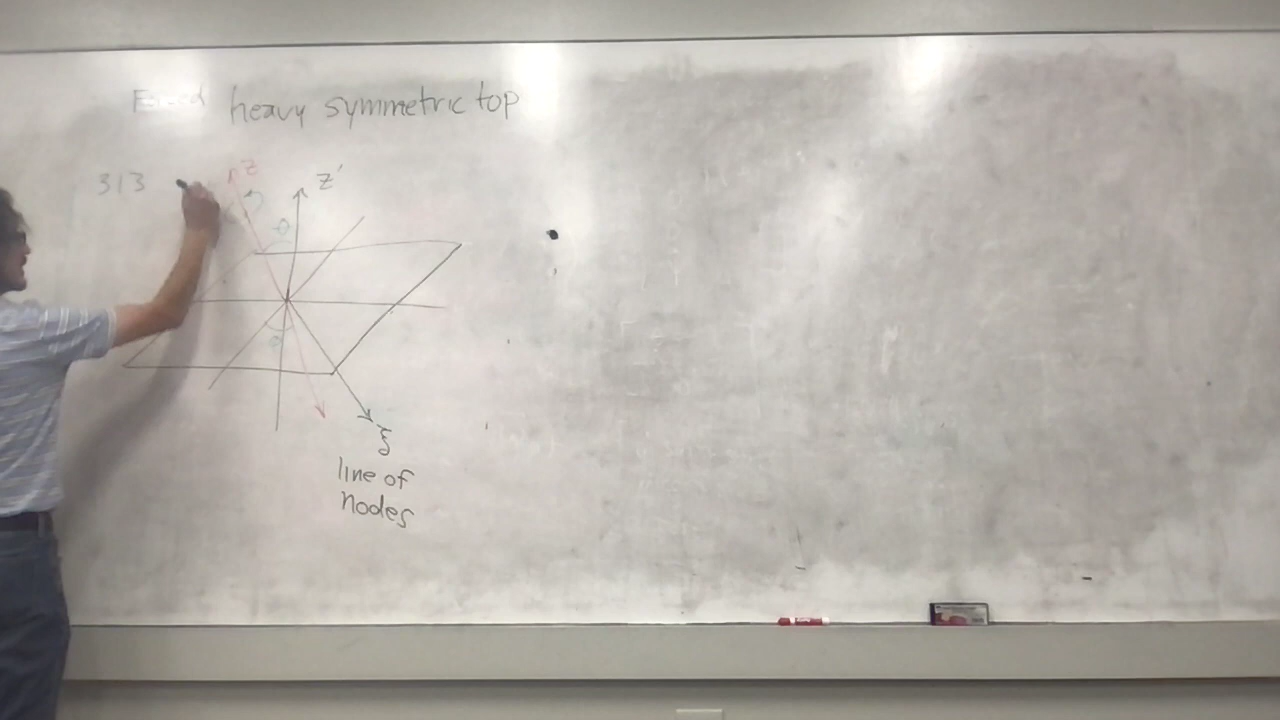 heavy symmetric top
313
z
z'
θ
ξ
line of
nodes